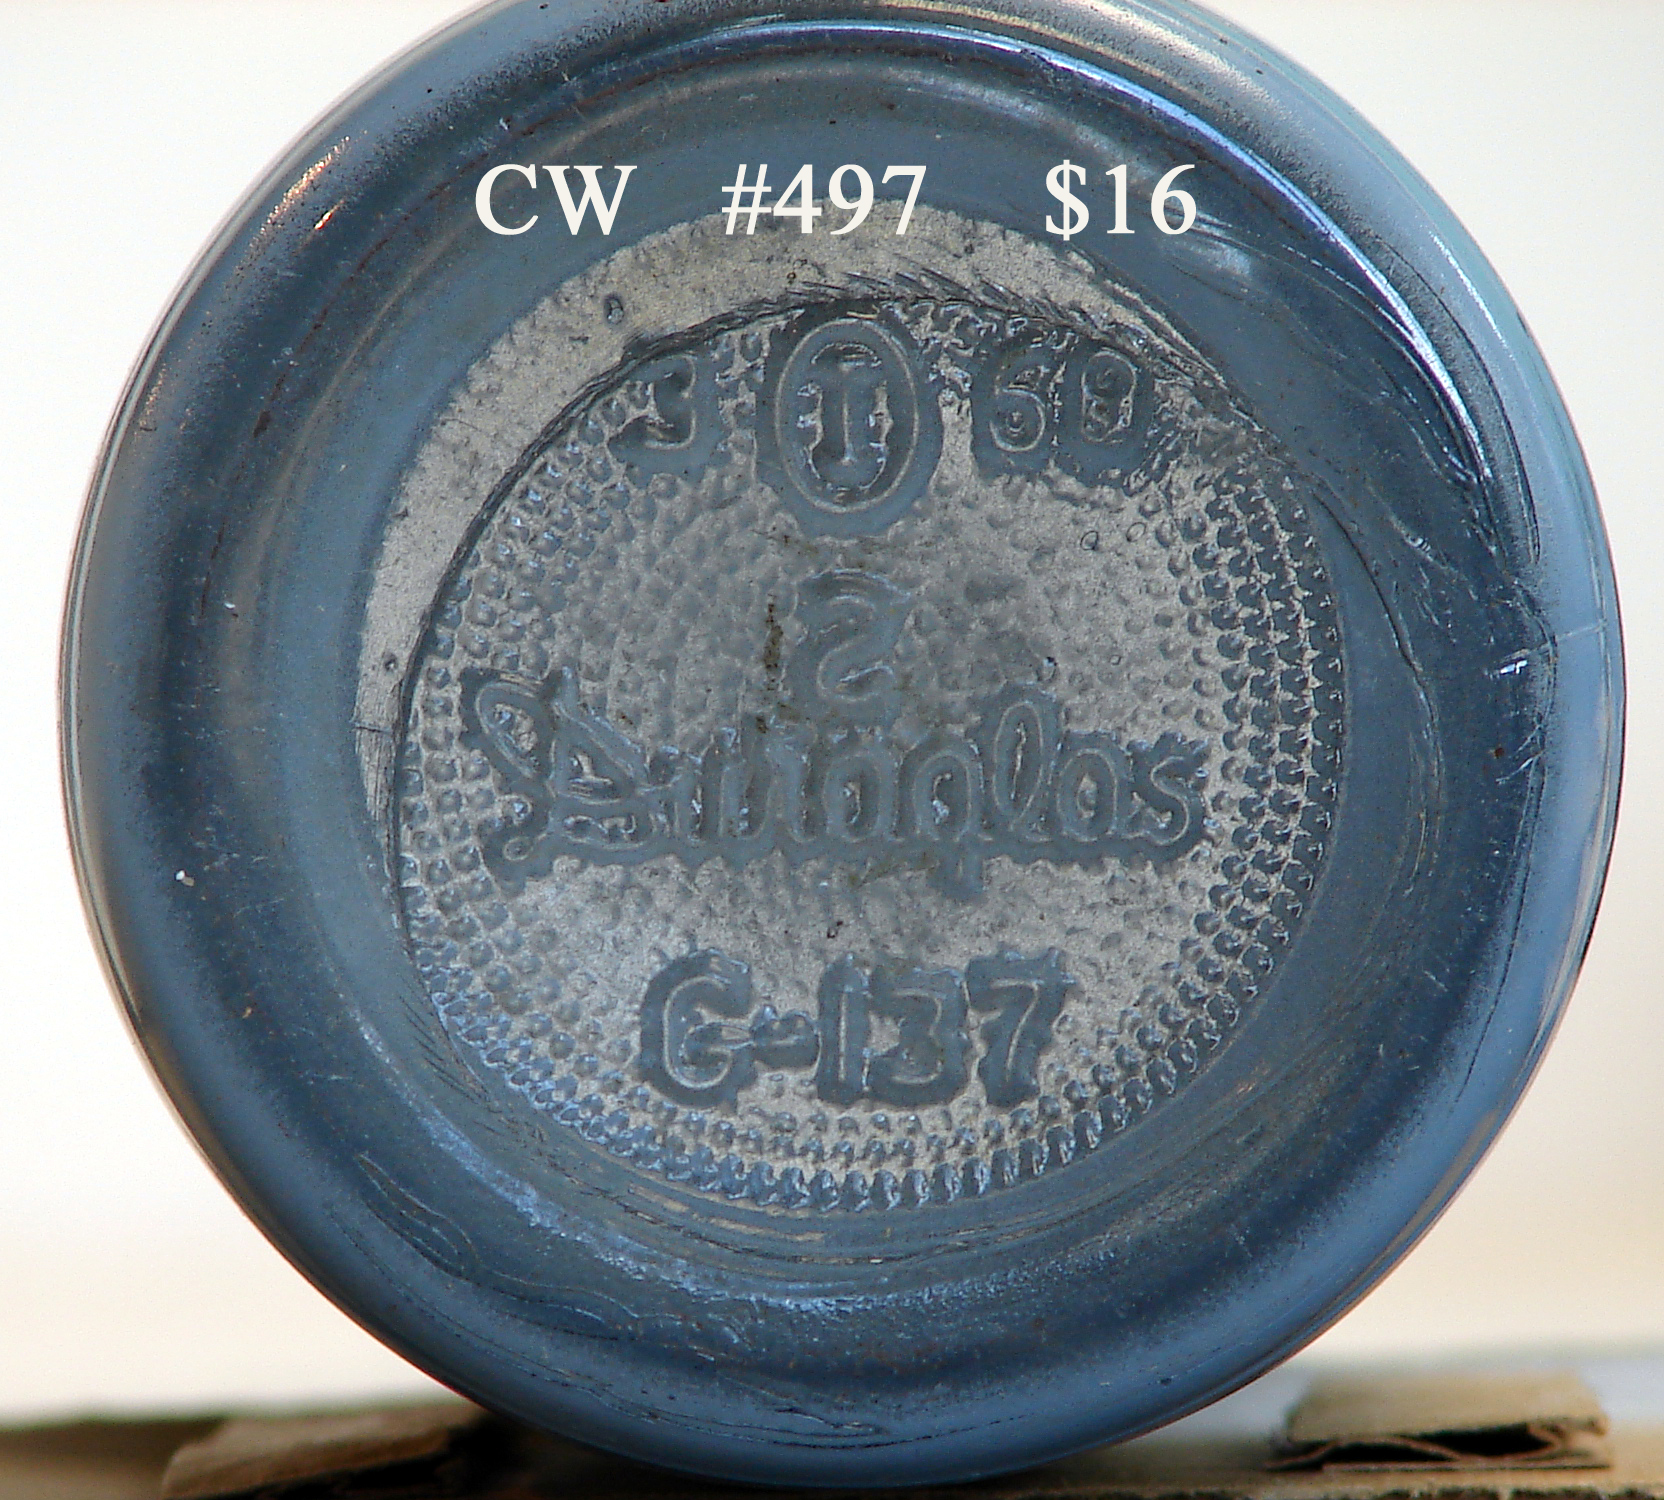 CW #497 $16
3 I 60
2
Duraglas
G-137